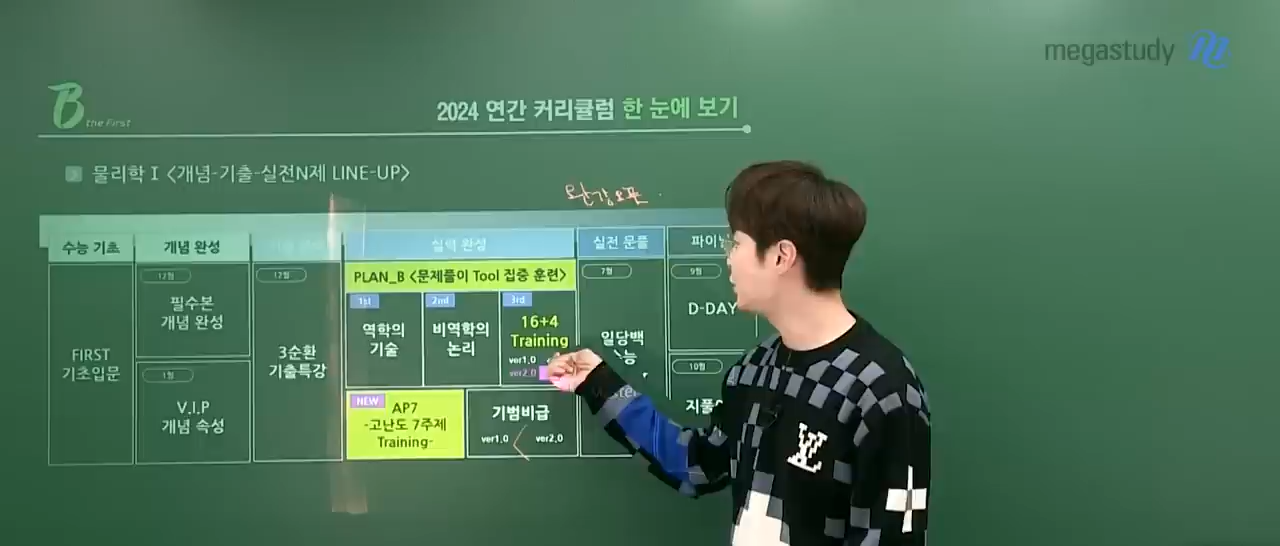 megastudy
B
the First
2024 연간 커리큘럼 한 눈에 보기
물리학 I <개념-기출-실전N제 LINE-UP>
완강오픈
수능 기초
개념 완성
실력 완성
실전 문풀
FIRST
기초입문
12월
필수본
개념 완성
1월
V.I.P
개념 속성
12월
3순환
기출특강
PLAN_B <문제풀이 Tool 집중 훈련>
1st
역학의
기술
2nd
비역학의
논리
3rd
16+4
Training
ver1.0
ver2.0
NEW
AP7
-고난도 7주제
Training-
기범비급
ver1.0
ver2.0
7월
일당백
9월
D-DAY
10월